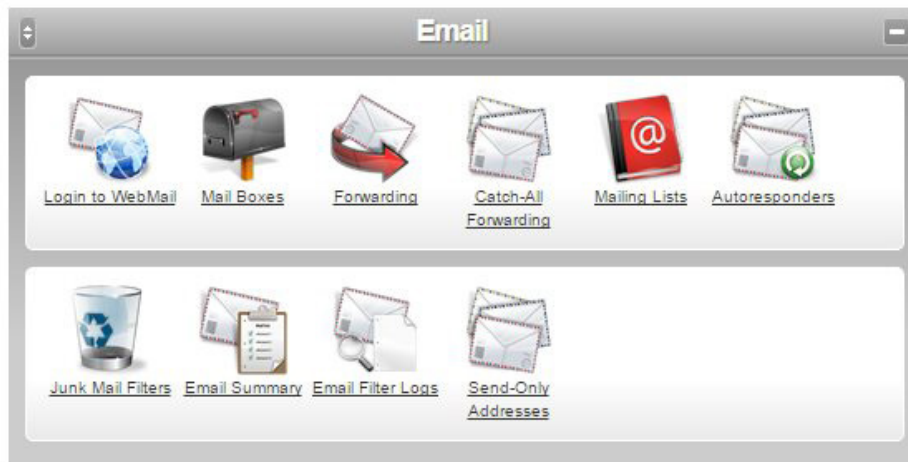 Email
Login to WebMail
Mail Boxes
Forwarding
Catch-All
Forwarding
Mailing Lists
Autoresponders
Junk Mail Filters
Email Summary
Email Filter Logs
Send-Only
Addresses